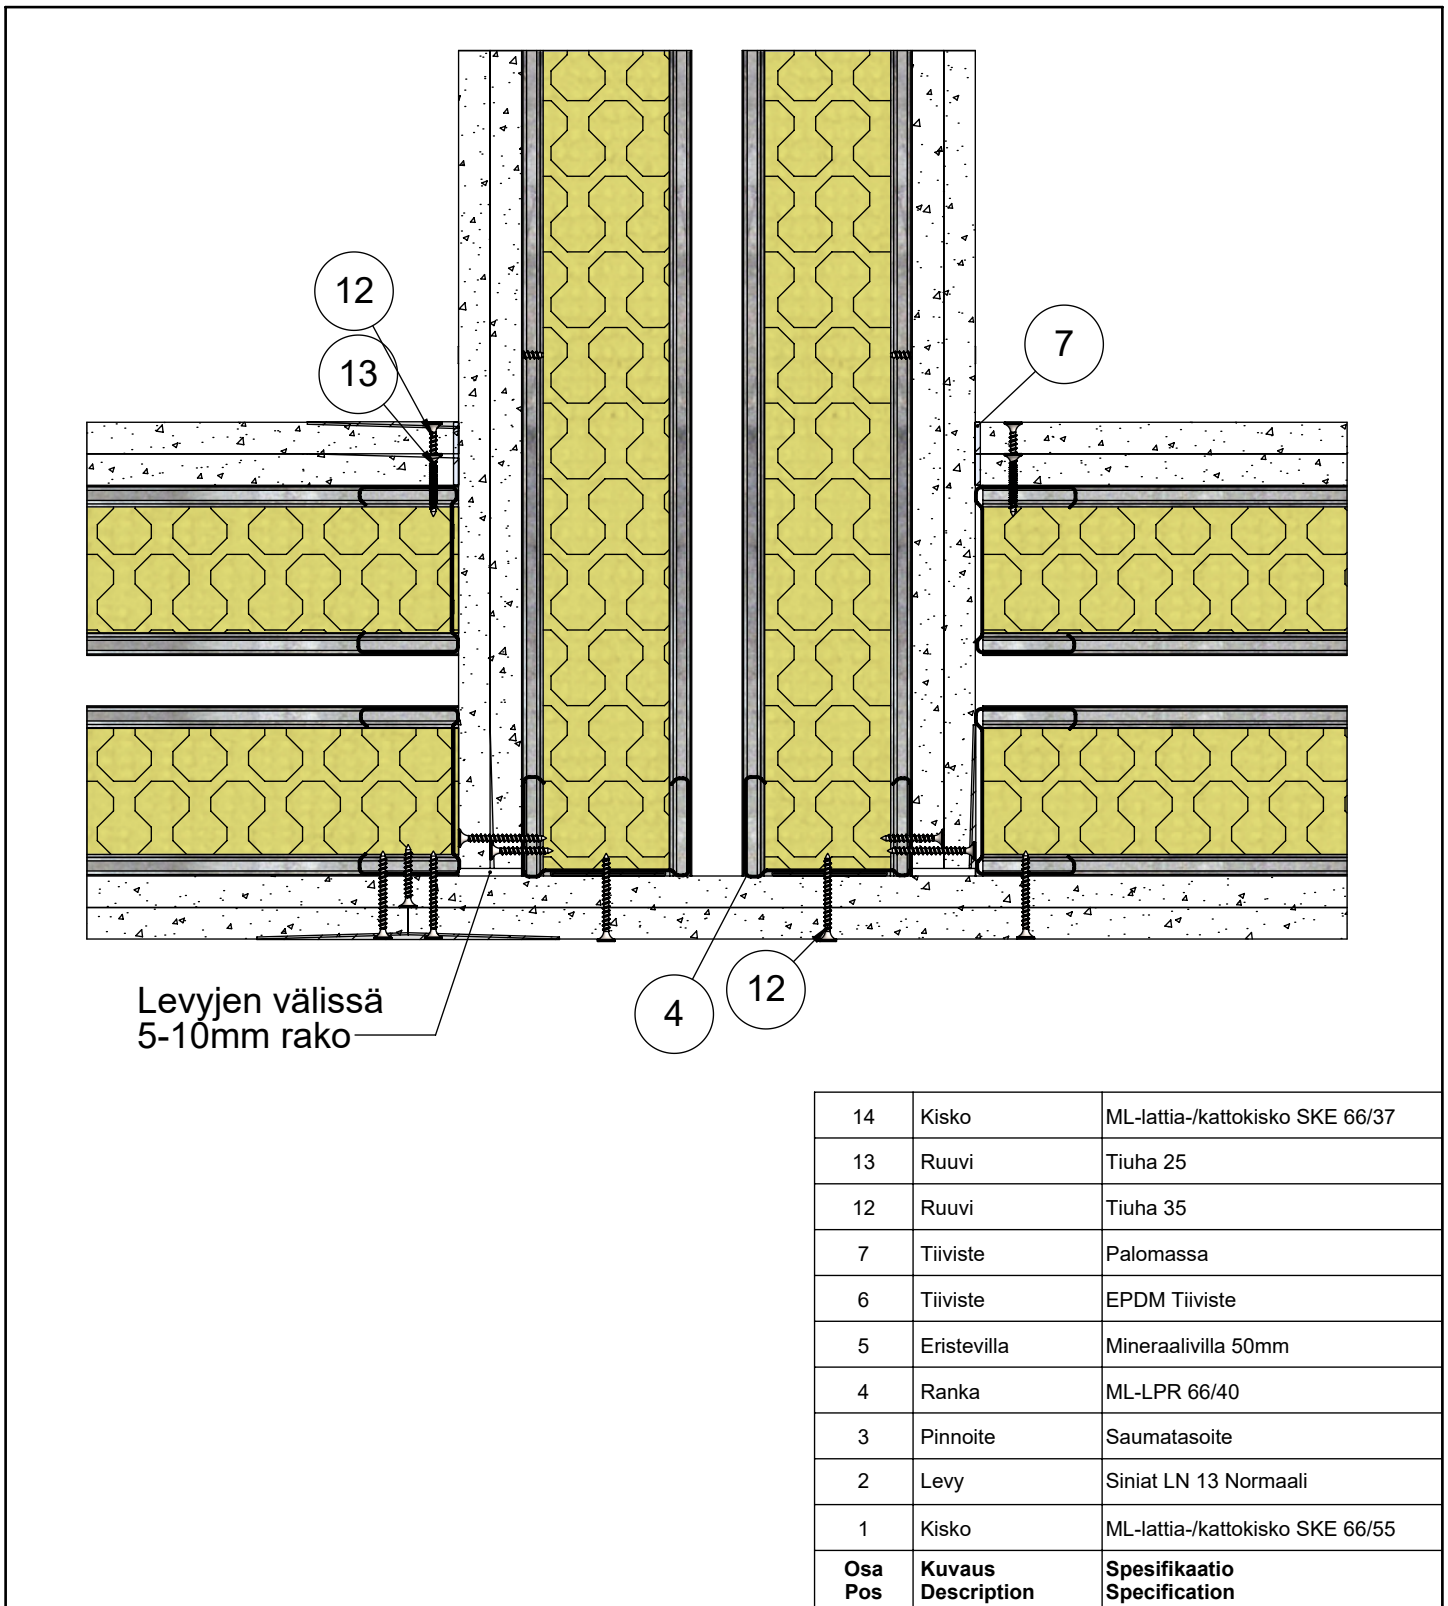 12
13
7
Levyjen välissä
5-10mm rako
4
12
14 Kisko ML-lattia-/kattokisko SKE 66/37
13 Ruuvi Tiuha 25
12 Ruuvi Tiuha 35
7 Tiiviste Palomassa
6 Tiiviste EPDM Tiiviste
5 Eristevilla Mineraalivilla 50mm
4 Ranka ML-LPR 66/40
3 Pinnoite Saumatasoite
2 Levy Siniat LN 13 Normaali
1 Kisko ML-lattia-/kattokisko SKE 66/55
Osa Kuvaus Spesifikaatio
Pos Description Specification